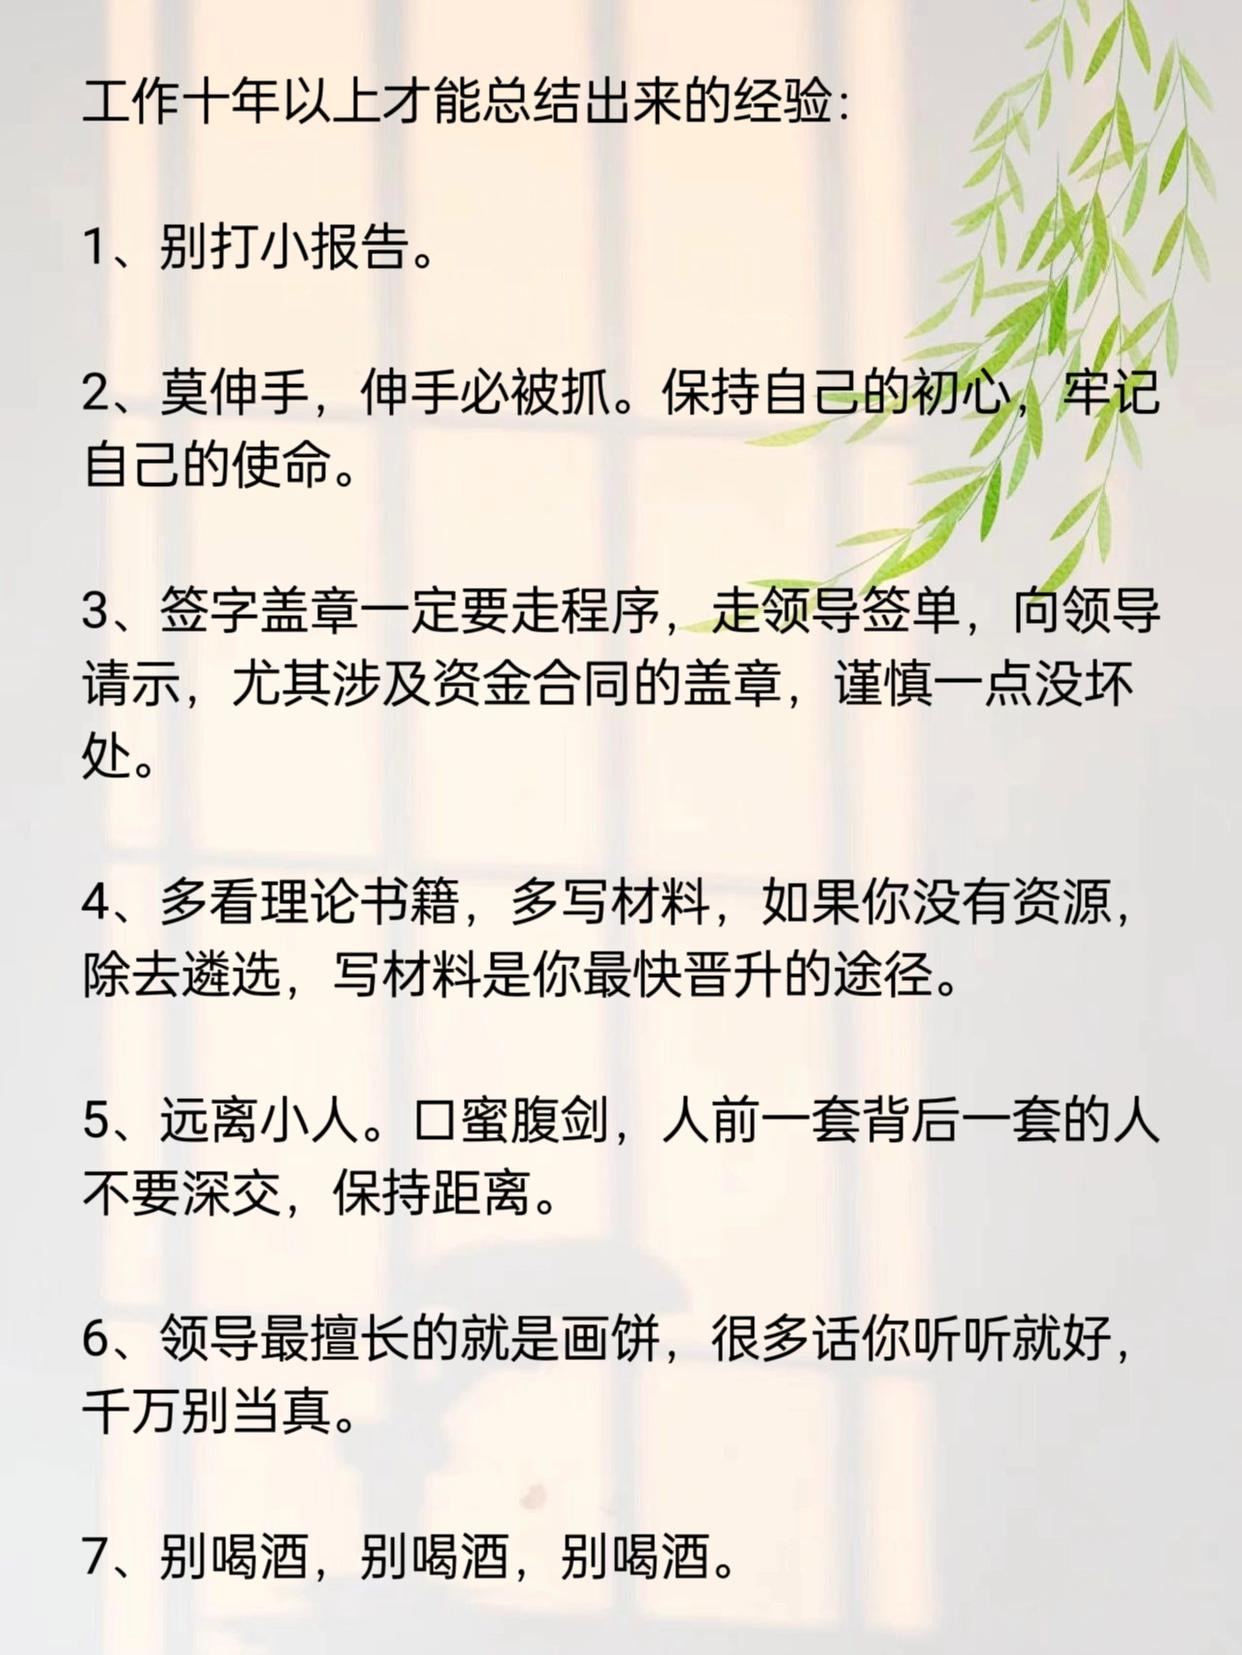 工作十年以上才能总结出来的经验：
1、别打小报告。
2、莫伸手，伸手必被抓。保持自己的初心，牢记
自己的使命。
3、签字盖章一定要走程序，走领导签单，向领导
请示，尤其涉及资金合同的盖章，谨慎一点没坏
处。
4、多看理论书籍，多写材料，如果你没有资源，
除去遴选，写材料是你最快晋升的途径。
5、远离小人。口蜜腹剑，人前一套背后一套的人
不要深交，保持距离。
6、领导最擅长的就是画饼，很多话你听听就好，
千万别当真。
7、别喝酒，别喝酒，别喝酒。